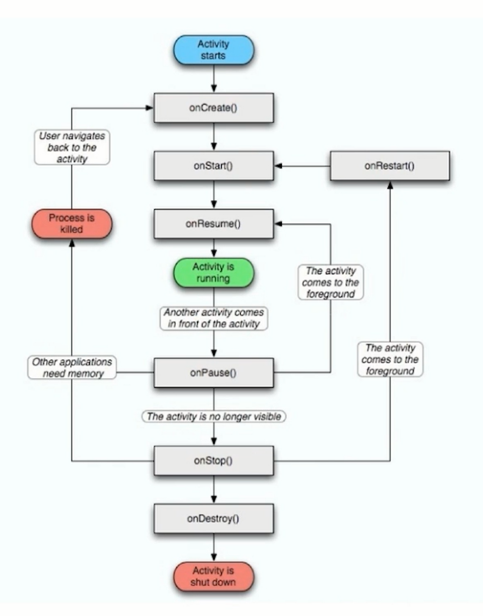 Activity
starts
onCreate()
User navigates
back to the
activity
onStart()
onRestart()
onResume()
Process is
killed
Activity is
running
The activity
comes to the
foreground
Another activity comes
in front of the activity
The activity
comes to the
foreground
Other applications
need memory
onPause()
The activity is no longer visible
onStop()
onDestroy()
Activity is
shut down